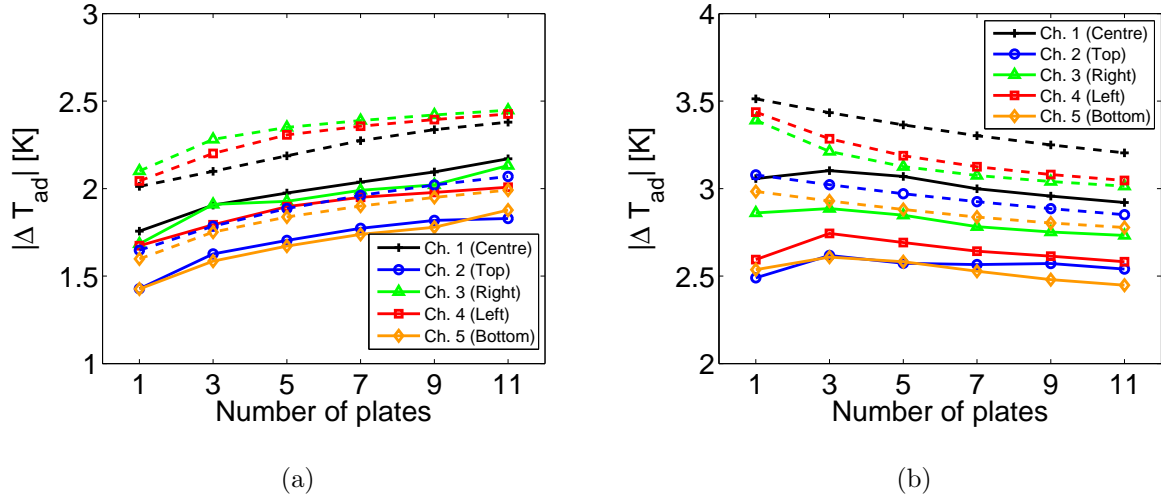 3
2.5
2
1.5
1
|Δ T_ad| [K]
1 3 5 7 9 11
Number of plates
Ch. 1 (Centre)
Ch. 2 (Top)
Ch. 3 (Right)
Ch. 4 (Left)
Ch. 5 (Bottom)
(a)
4
3.5
3
2.5
2
|Δ T_ad| [K]
1 3 5 7 9 11
Number of plates
Ch. 1 (Centre)
Ch. 2 (Top)
Ch. 3 (Right)
Ch. 4 (Left)
Ch. 5 (Bottom)
(b)